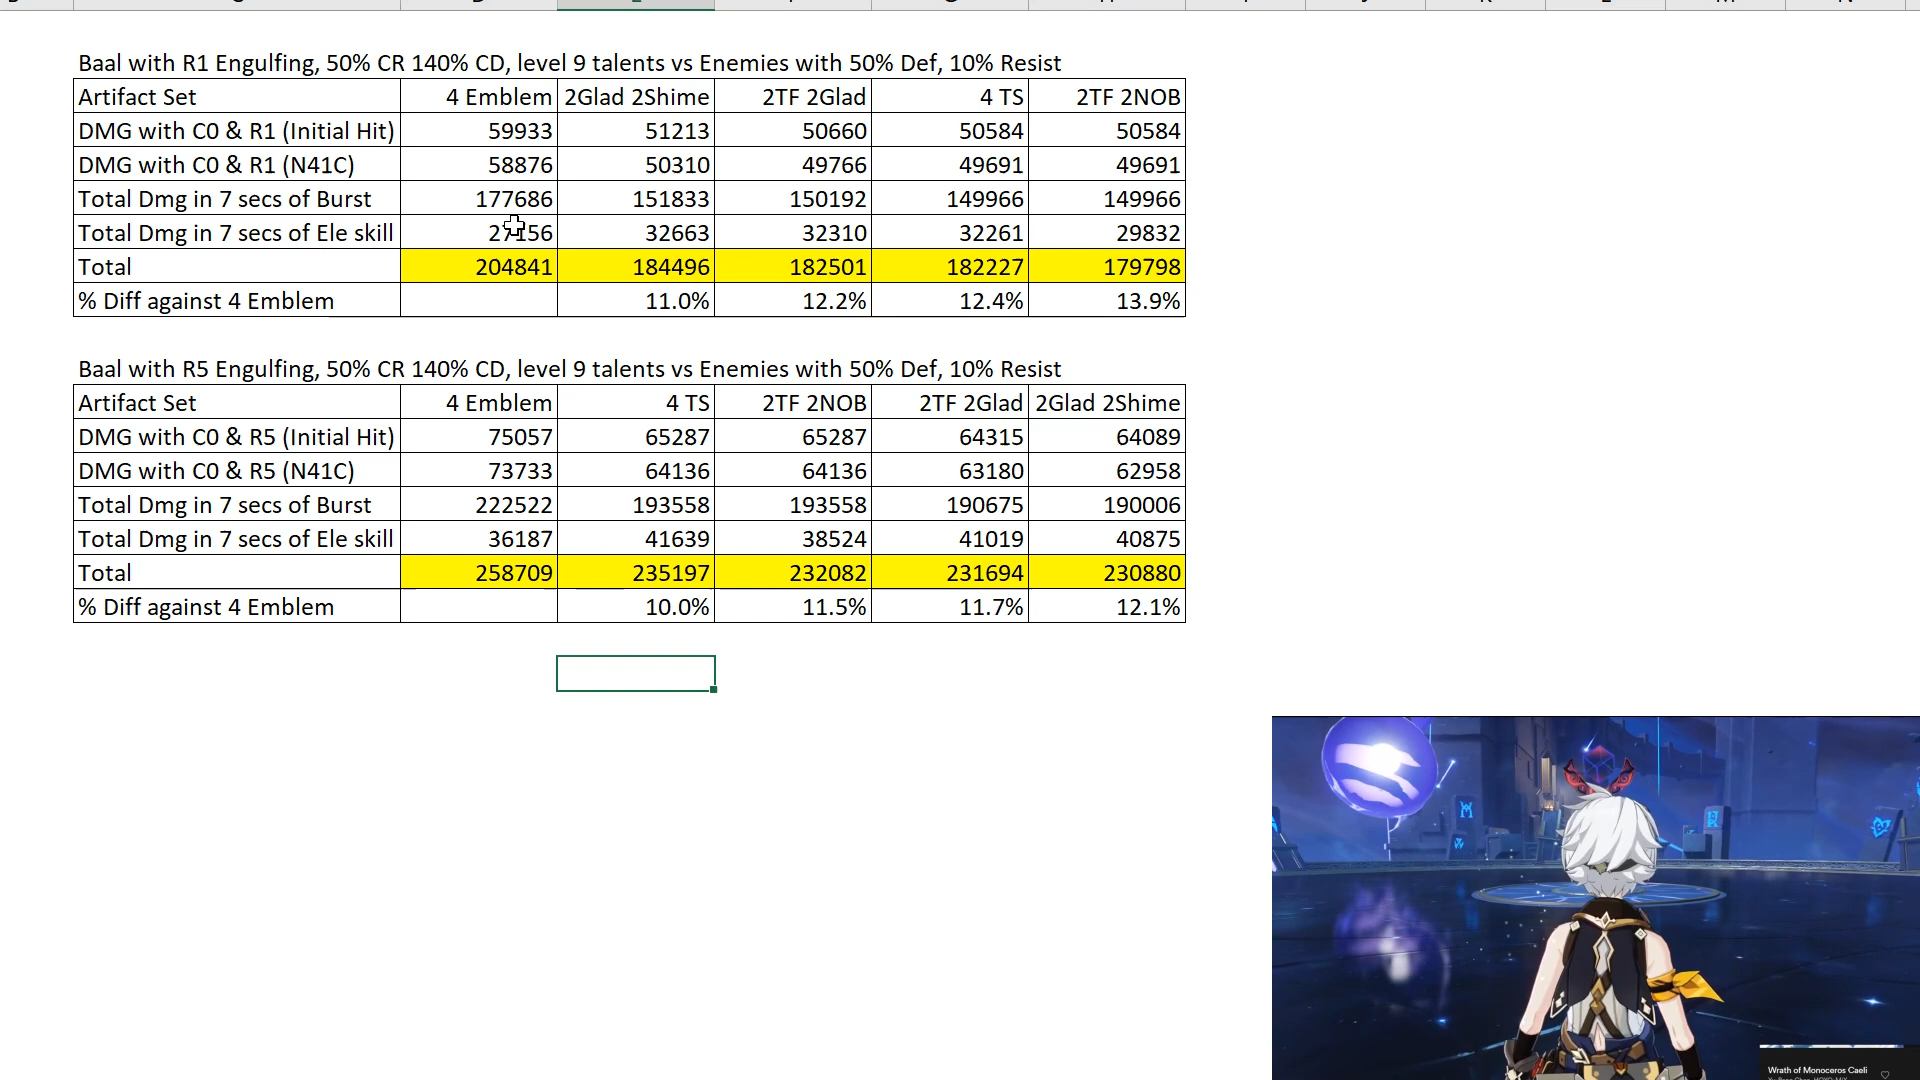 Baal with R1 Engulfing, 50% CR 140% CD, level 9 talents vs Enemies with 50% Def, 10% Resist
Artifact Set 4 Emblem 2Glad 2Shime 2TF 2Glad 4 TS 2TF 2NOB
DMG with C0 & R1 (Initial Hit) 59933 51213 50660 50584 50584
DMG with C0 & R1 (N41C) 58876 50310 49766 49691 49691
Total Dmg in 7 secs of Burst 177686 151833 150192 149966 149966
Total Dmg in 7 secs of Ele skill 27156 32663 32310 32261 29832
Total 204841 184496 182501 182227 179798
% Diff against 4 Emblem 11.0% 12.2% 12.4% 13.9%
Baal with R5 Engulfing, 50% CR 140% CD, level 9 talents vs Enemies with 50% Def, 10% Resist
Artifact Set 4 Emblem 4 TS 2TF 2NOB 2TF 2Glad 2Glad 2Shime
DMG with C0 & R5 (Initial Hit) 75057 65287 65287 64315 64089
DMG with C0 & R5 (N41C) 73733 64136 64136 63180 62958
Total Dmg in 7 secs of Burst 222522 193558 193558 190675 190006
Total Dmg in 7 secs of Ele skill 36187 41639 38524 41019 40875
Total 258709 235197 232082 231694 230880
% Diff against 4 Emblem 10.0% 11.5% 11.7% 12.1%
Wrath of Monoceros Caeli